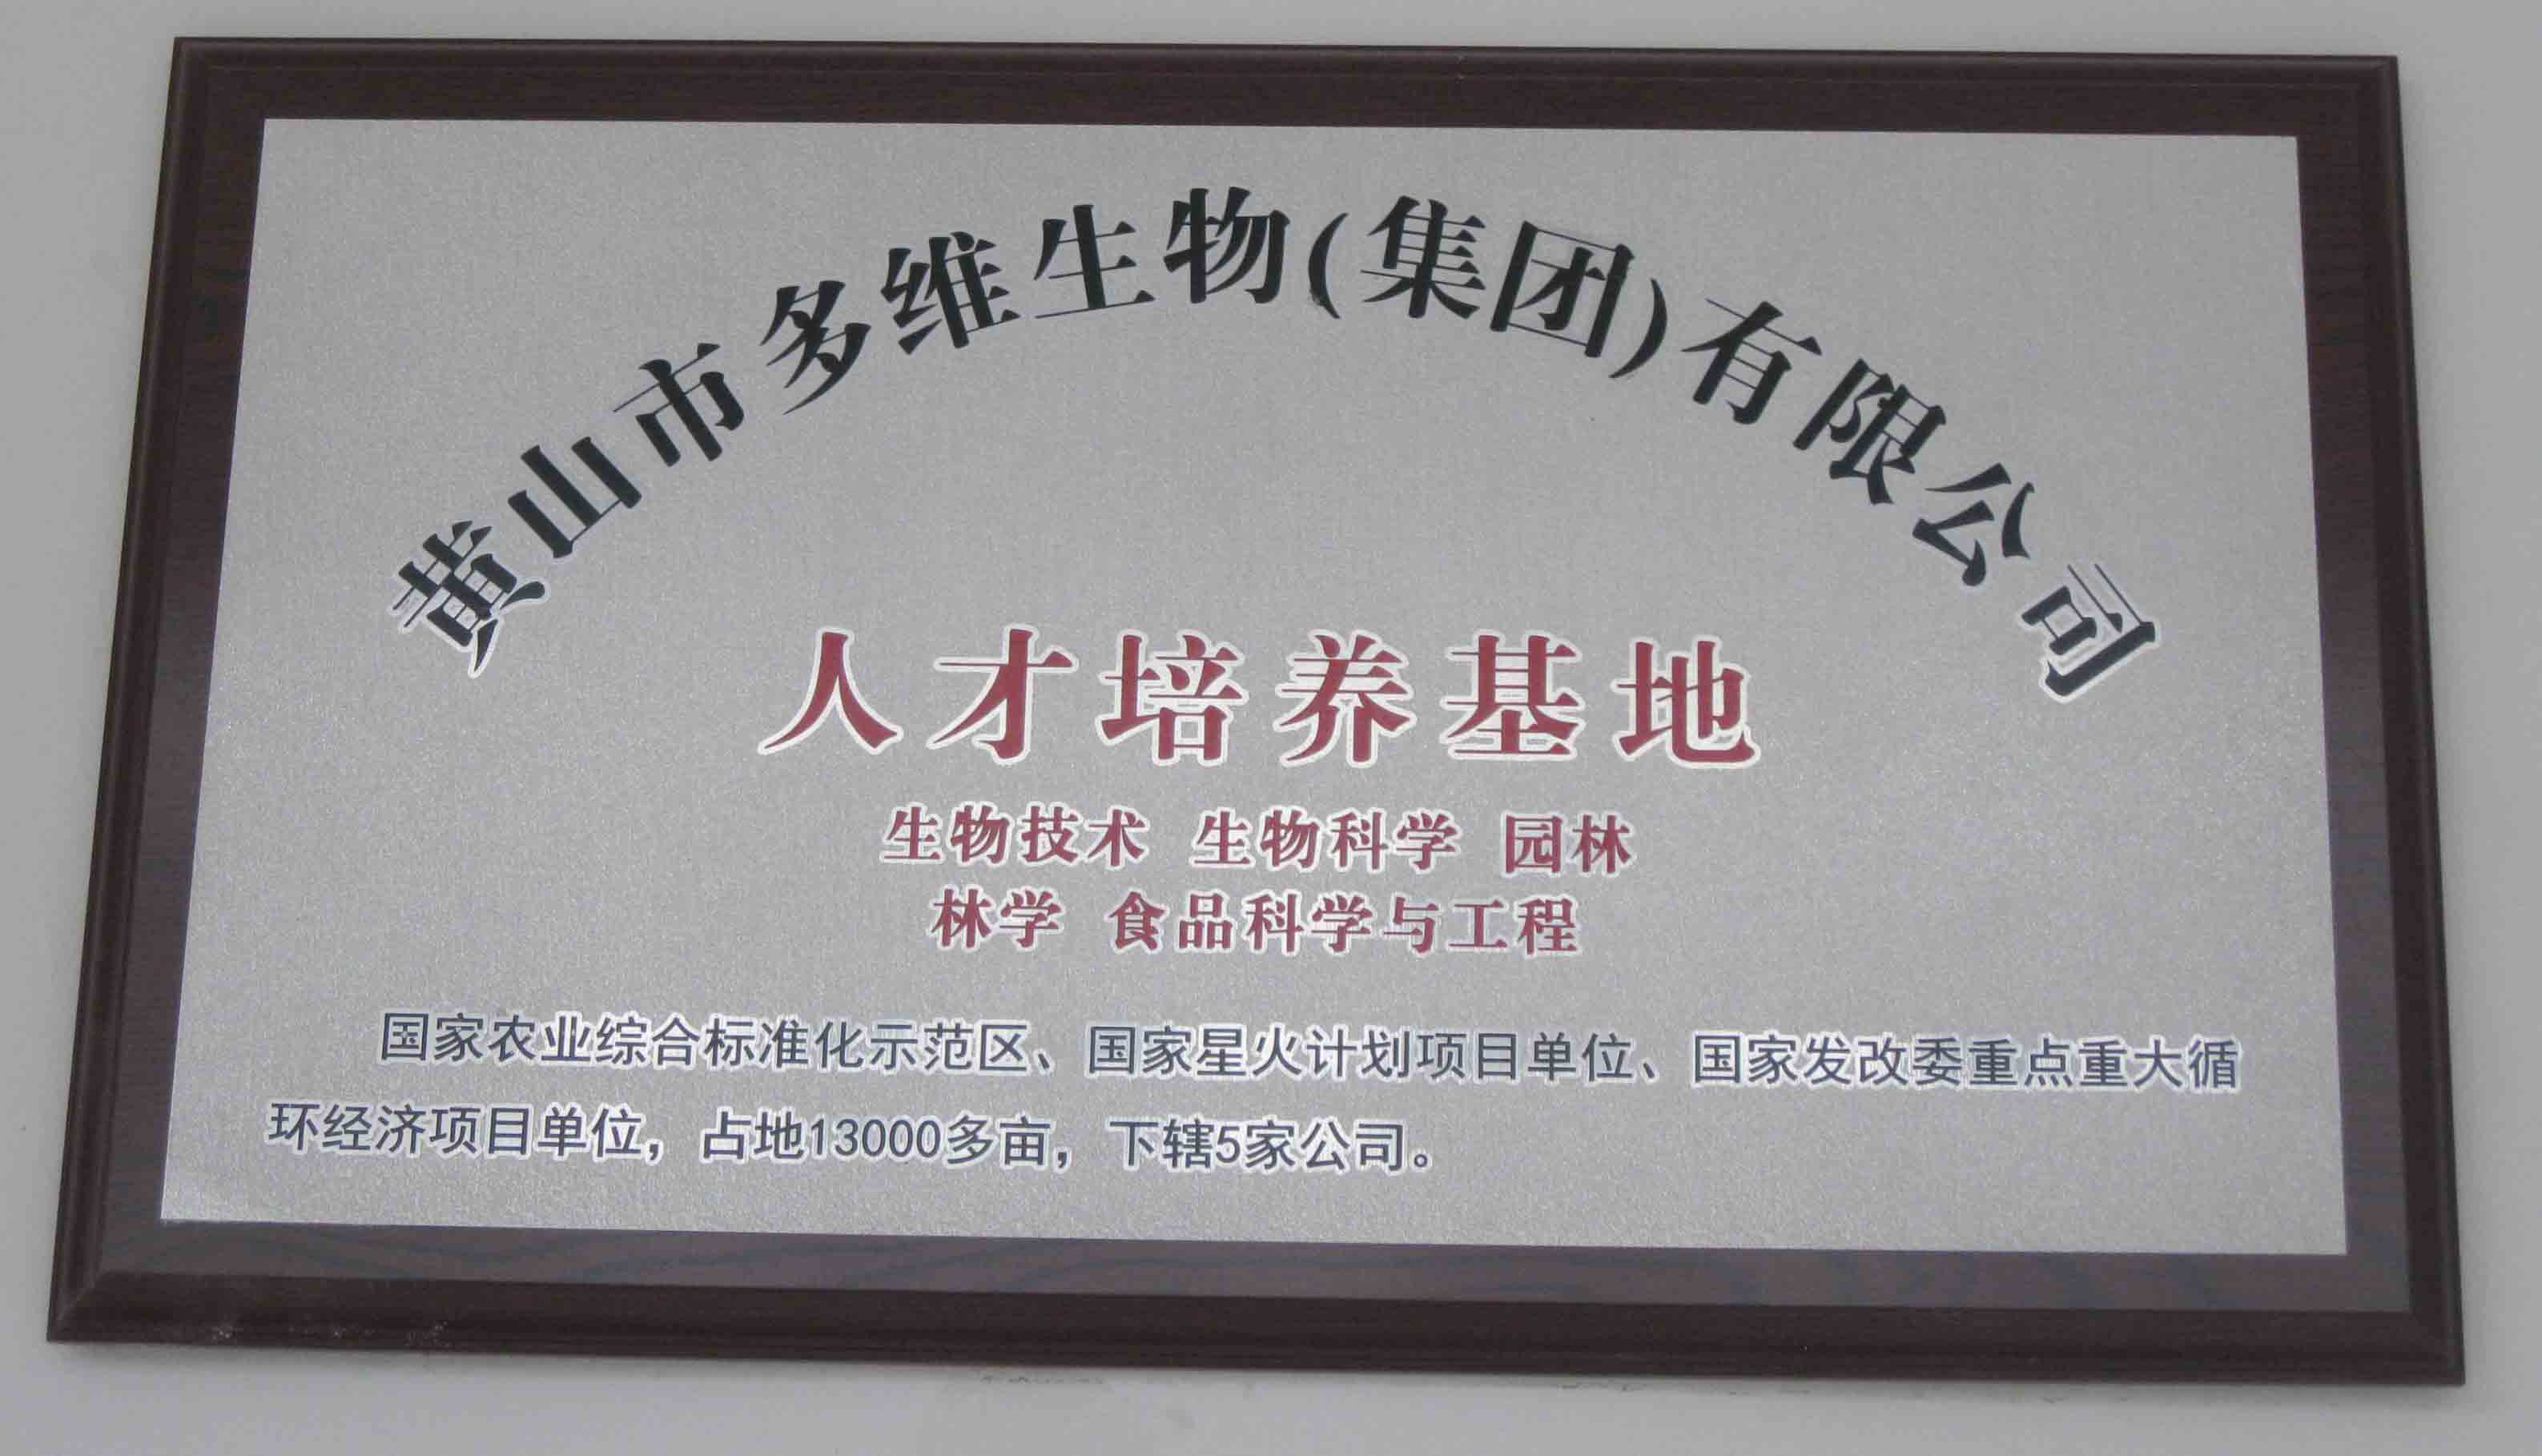 黄山市多维生物(集团)有限公司
人才培养基地
生物技术 生物科学 园林
林学 食品科学与工程
国家农业综合标准化示范区、国家星火计划项目单位、国家发改委重点重大循
环经济项目单位，占地13000多亩，下辖5家公司。